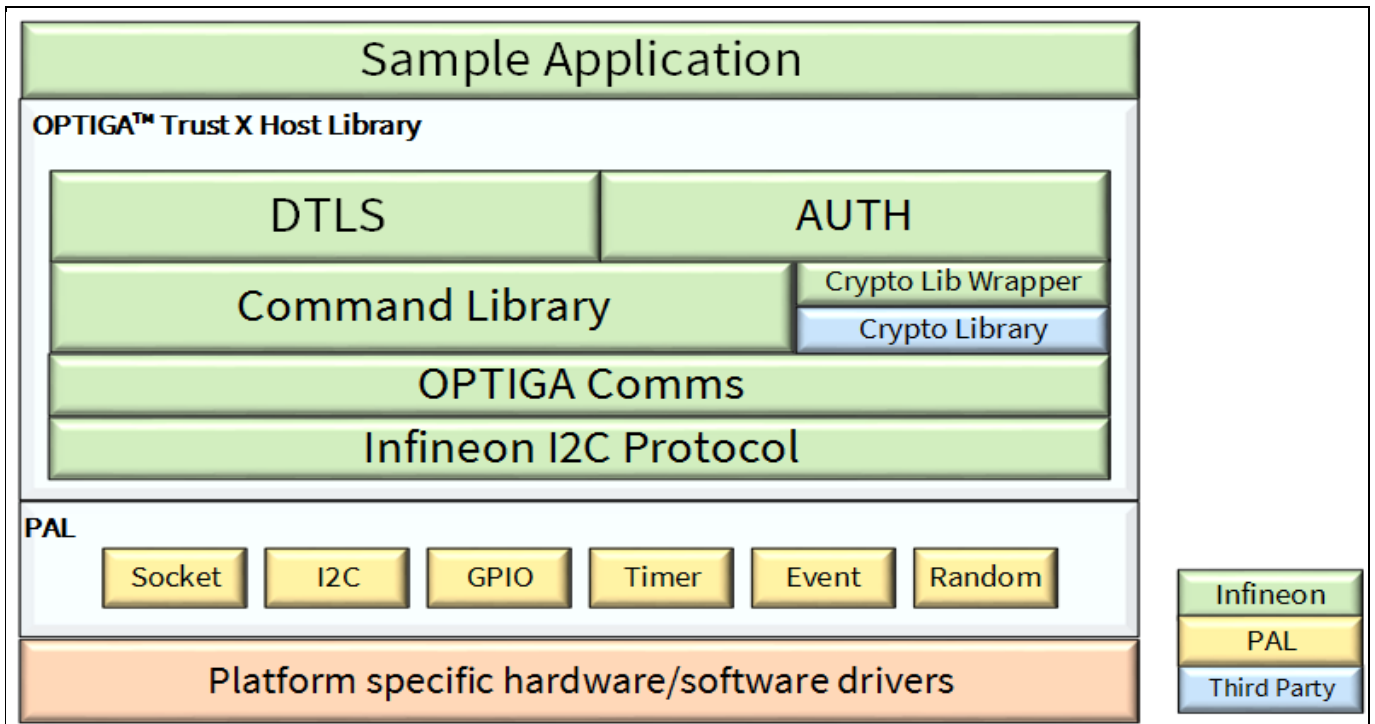 Sample Application
OPTIGA™ Trust X Host Library
DTLS
AUTH
Command Library
Crypto Lib Wrapper
Crypto Library
OPTIGA Comms
Infineon I2C Protocol
PAL
Socket
I2C
GPIO
Timer
Event
Random
Platform specific hardware/software drivers
Infineon
PAL
Third Party